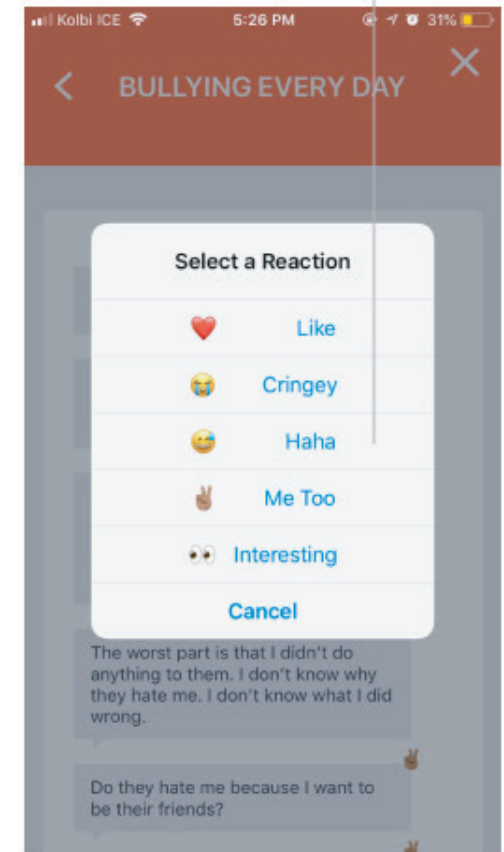 Kolbi ICE 5:26 PM 31%
BULLYING EVERY DAY
Select a Reaction
Like
Cringey
Haha
Me Too
Interesting
Cancel
The worst part is that I didn't do
anything to them. I don't know why
they hate me. I don't know what I did
wrong.
Do they hate me because I want to
be their friends?